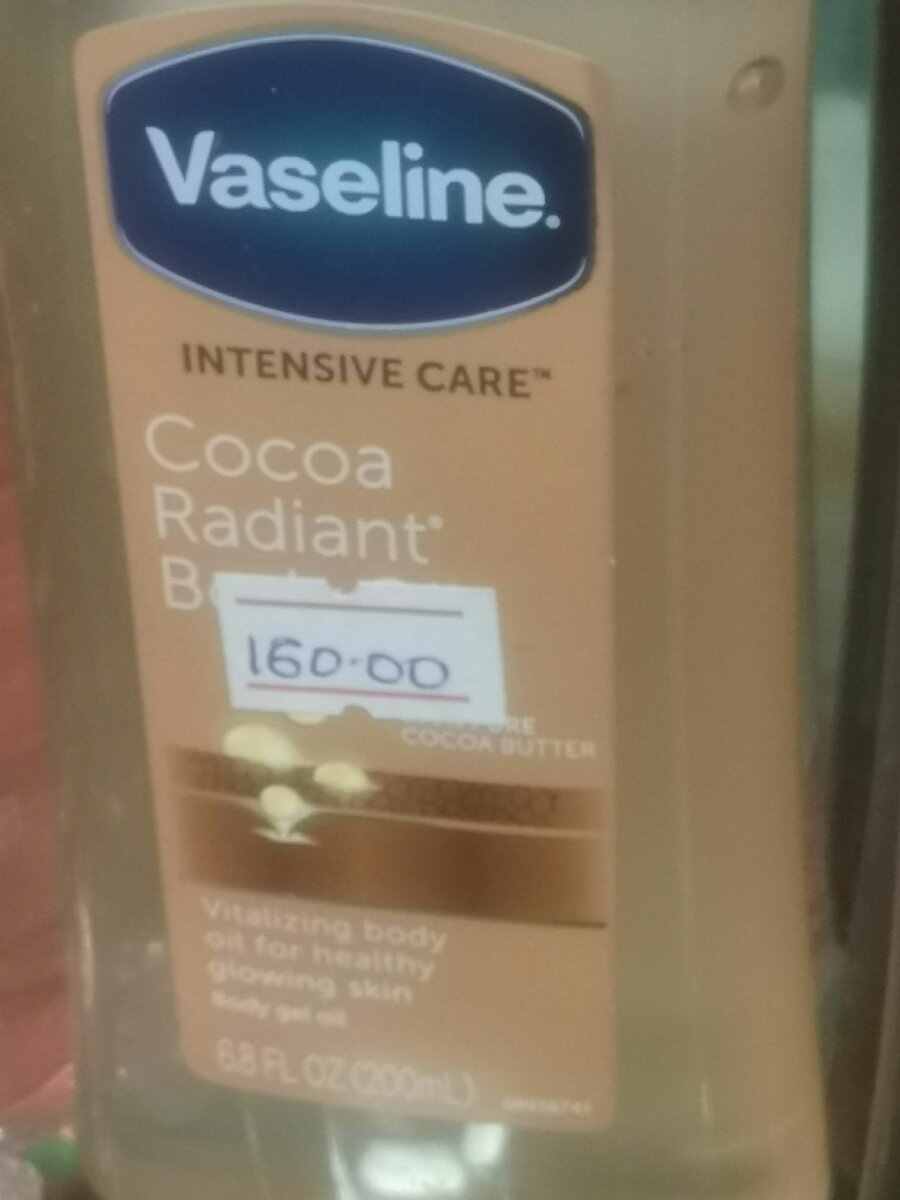 Vaseline.
INTENSIVE CARE™
Cocoa
Radiant®
160.00
COCOA BUTTER
Vitalizing body
oil for healthy
glowing skin
Body gel oil
6.8 FL OZ (200mL)